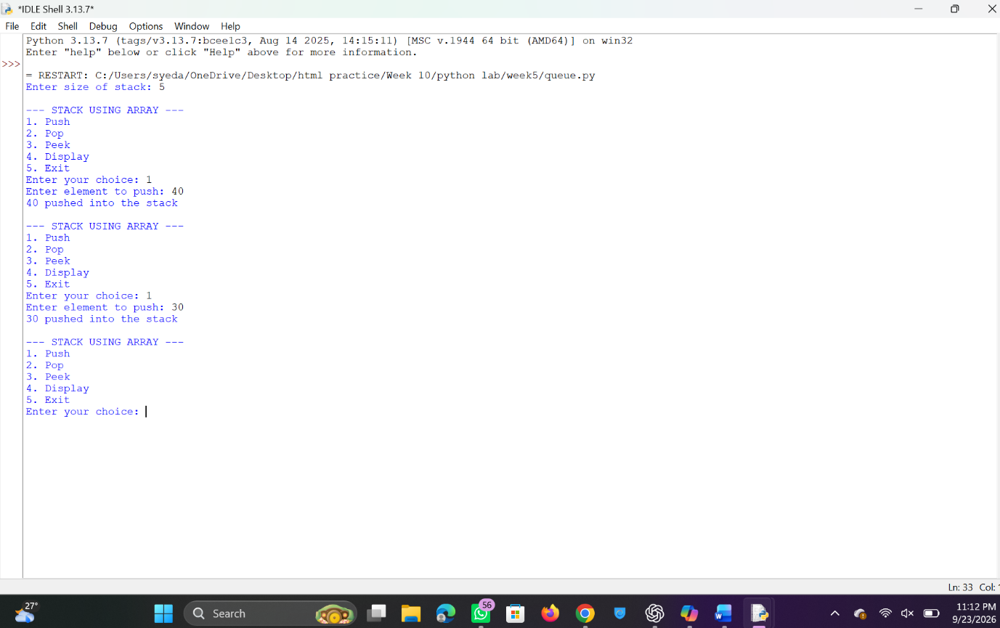 *IDLE Shell 3.13.7*
File Edit Shell Debug Options Window Help
Python 3.13.7 (tags/v3.13.7:bcee1c3, Aug 14 2025, 14:15:11) [MSC v.1944 64 bit (AMD64)] on win32
Enter "help" below or click "Help" above for more information.
>>>
= RESTART: C:/Users/syeda/OneDrive/Desktop/html practice/Week 10/python lab/week5/queue.py
Enter size of stack: 5
--- STACK USING ARRAY ---
1. Push
2. Pop
3. Peek
4. Display
5. Exit
Enter your choice: 1
Enter element to push: 40
40 pushed into the stack
--- STACK USING ARRAY ---
1. Push
2. Pop
3. Peek
4. Display
5. Exit
Enter your choice: 1
Enter element to push: 30
30 pushed into the stack
--- STACK USING ARRAY ---
1. Push
2. Pop
3. Peek
4. Display
5. Exit
Enter your choice:
Ln: 33 Col:
27°
Search
56
11:12 PM
9/23/2026